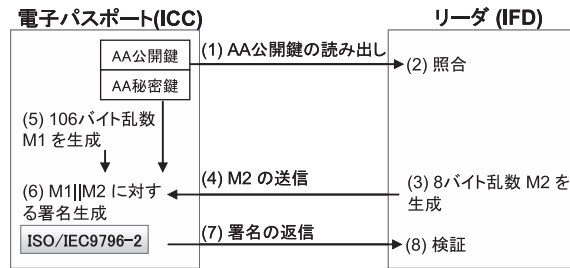 電子パスポート(ICC)
リーダ (IFD)
AA公開鍵
AA秘密鍵
(1) AA公開鍵の読み出し
(2) 照合
(5) 106バイト乱数
M1 を生成
(4) M2 の送信
(3) 8バイト乱数 M2 を
生成
(6) M1||M2 に対す
る署名生成
ISO/IEC9796-2
(7) 署名の返信
(8) 検証